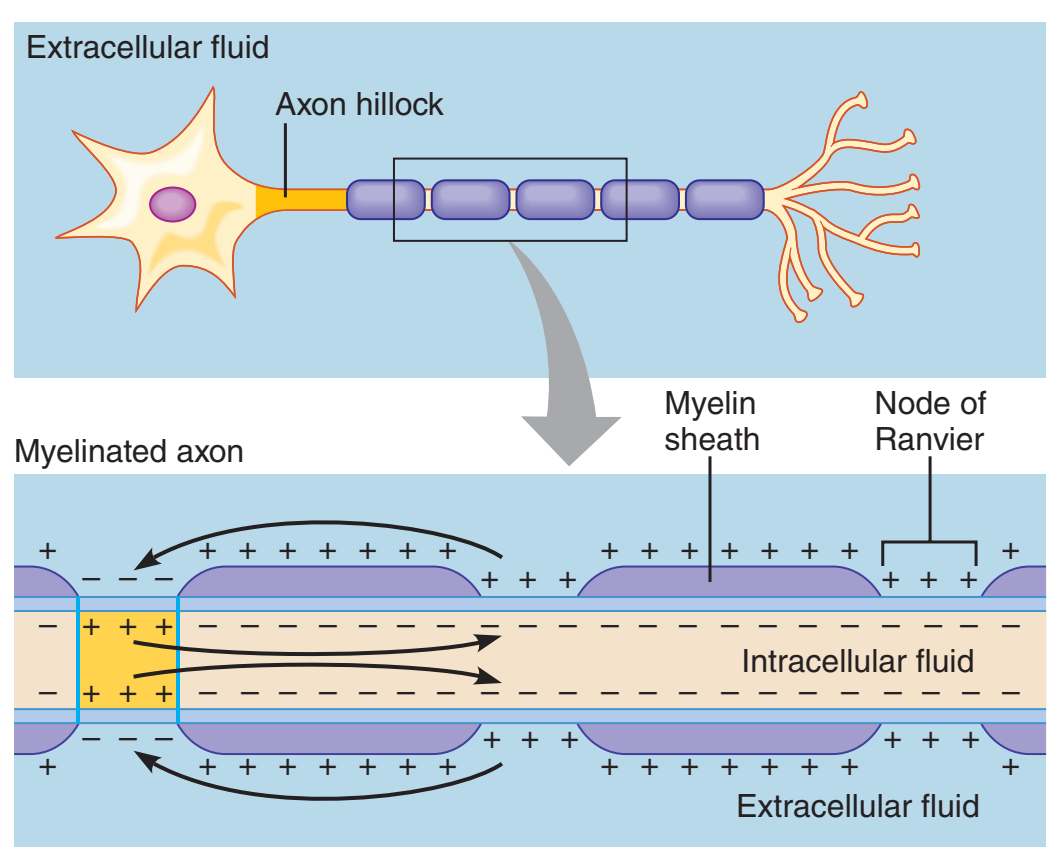 Extracellular fluid
Axon hillock
Myelin
sheath
Node of
Ranvier
Myelinated axon
+ + + + + + + + + + + + + + + +
− − − + + + + + +
− + + + − − − − − − − − − − − − − − − − − − − − −
Intracellular fluid
− + + + − − − − − − − − − − − − − − − − − − − − −
− − − + + + + + +
+ + + + + + + + + + + + + + + +
Extracellular fluid